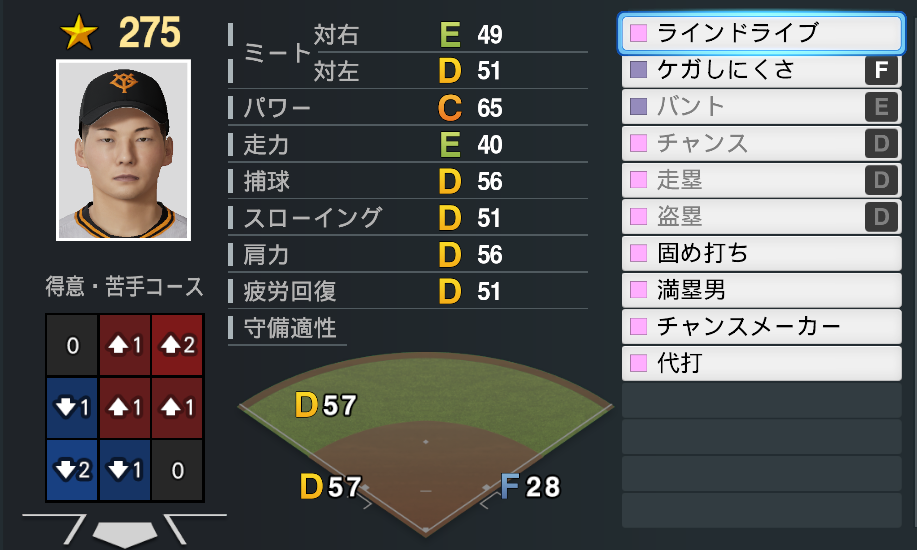 275
ミート 対右 E 49
対左 D 51
パワー C 65
走力 E 40
捕球 D 56
スローイング D 51
肩力 D 56
疲労回復 D 51
守備適性
得意・苦手コース
0 1 2
1 1 1
2 1 0
D 57
D 57
F 28
ラインドライブ
ケガしにくさ F
バント E
チャンス D
走塁 D
盗塁 D
固め打ち
満塁男
チャンスメーカー
代打